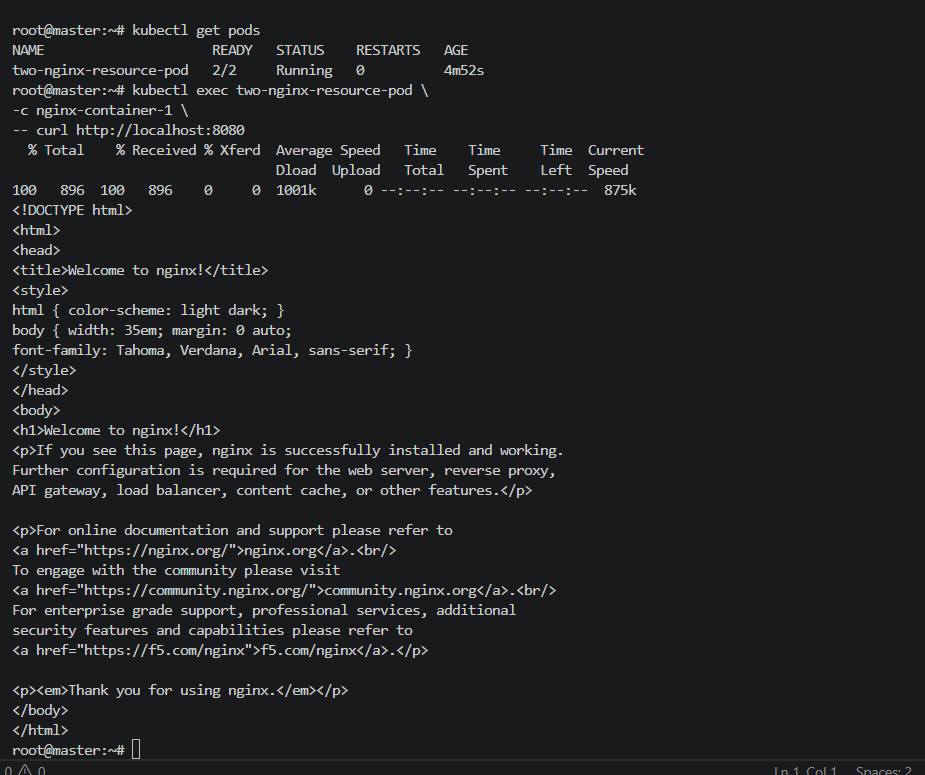 root@master:~# kubectl get pods
NAME                     READY   STATUS    RESTARTS   AGE
two-nginx-resource-pod   2/2     Running   0          4m52s
root@master:~# kubectl exec two-nginx-resource-pod \
-c nginx-container-1 \
-- curl http://localhost:8080
  % Total    % Received % Xferd  Average Speed   Time    Time     Time  Current
                                 Dload  Upload   Total   Spent    Left  Speed
100   896  100   896    0     0  1001k      0 --:--:-- --:--:-- --:--:--  875k
<!DOCTYPE html>
<html>
<head>
<title>Welcome to nginx!</title>
<style>
html { color-scheme: light dark; }
body { width: 35em; margin: 0 auto;
font-family: Tahoma, Verdana, Arial, sans-serif; }
</style>
</head>
<body>
<h1>Welcome to nginx!</h1>
<p>If you see this page, nginx is successfully installed and working.
Further configuration is required for the web server, reverse proxy,
API gateway, load balancer, content cache, or other features.</p>

<p>For online documentation and support please refer to
<a href="https://nginx.org/">nginx.org</a>.<br/>
To engage with the community please visit
<a href="https://community.nginx.org/">community.nginx.org</a>.<br/>
For enterprise grade support, professional services, additional
security features and capabilities please refer to
<a href="https://f5.com/nginx">f5.com/nginx</a>.</p>

<p><em>Thank you for using nginx.</em></p>
</body>
</html>
root@master:~#
0 ⚠ 0 Ln 1, Col 1 Spaces: 2